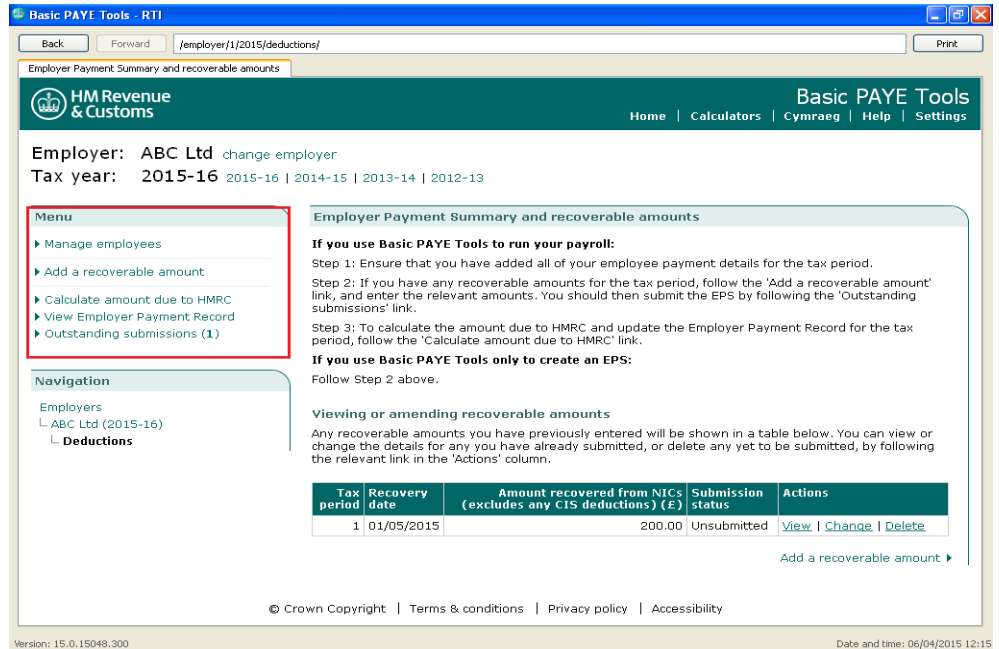 Basic PAYE Tools - RTI
Back Forward /employer/1/2015/deductions/ Print
Employer Payment Summary and recoverable amounts
HM Revenue
& Customs
Basic PAYE Tools
Home | Calculators | Cymraeg | Help | Settings
Employer: ABC Ltd change employer
Tax year: 2015-16 2015-16 | 2014-15 | 2013-14 | 2012-13
Menu
Manage employees
Add a recoverable amount
Calculate amount due to HMRC
View Employer Payment Record
Outstanding submissions (1)
Navigation
Employers
ABC Ltd (2015-16)
Deductions
Employer Payment Summary and recoverable amounts
If you use Basic PAYE Tools to run your payroll:
Step 1: Ensure that you have added all of your employee payment details for the tax period.
Step 2: If you have any recoverable amounts for the tax period, follow the 'Add a recoverable amount'
link, and enter the relevant amounts. You should then submit the EPS by following the 'Outstanding
submissions' link.
Step 3: To calculate the amount due to HMRC and update the Employer Payment Record for the tax
period, follow the 'Calculate amount due to HMRC' link.
If you use Basic PAYE Tools only to create an EPS:
Follow Step 2 above.
Viewing or amending recoverable amounts
Any recoverable amounts you have previously entered will be shown in a table below. You can view or
change the details for any you have already submitted, or delete any yet to be submitted, by following
the relevant link in the 'Actions' column.
Tax Recovery Amount recovered from NICs Submission Actions
period date (excludes any CIS deductions) (£) status
1 01/05/2015 200.00 Unsubmitted View | Change | Delete
Add a recoverable amount
© Crown Copyright | Terms & conditions | Privacy policy | Accessibility
Version: 15.0.15048.300 Date and time: 06/04/2015 12:15